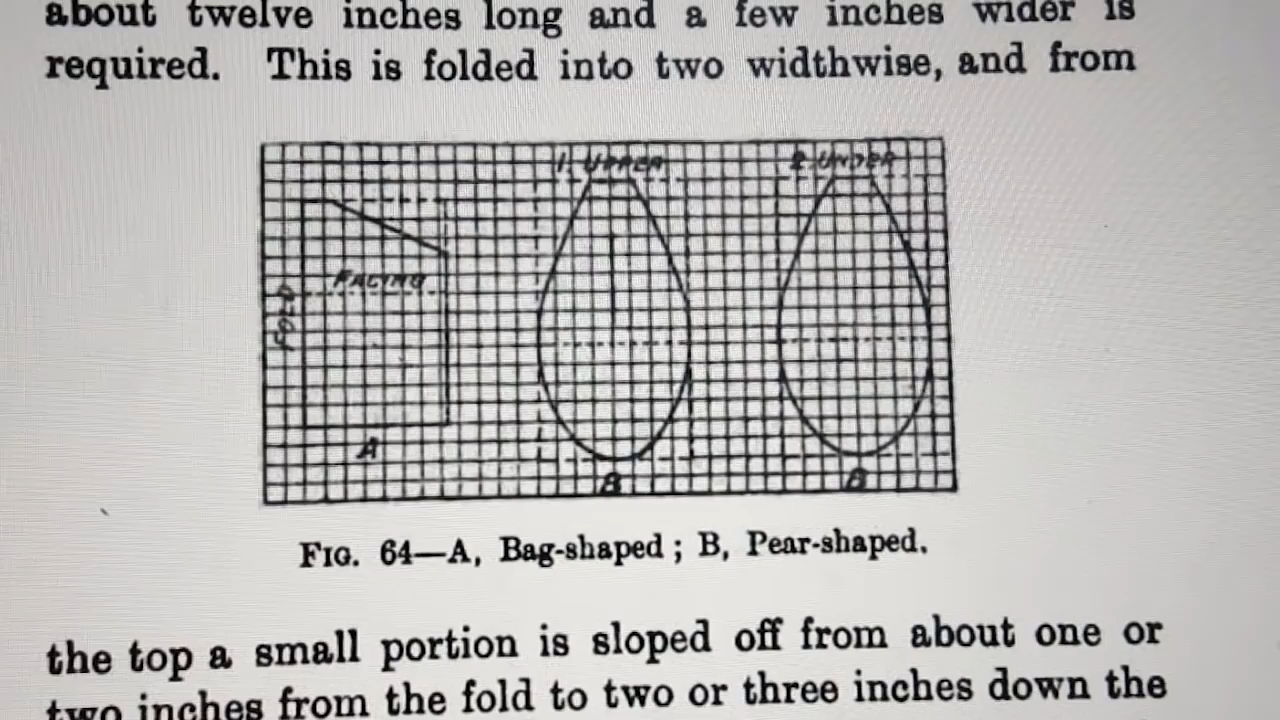 about twelve inches long and a few inches wider is
required. This is folded into two widthwise, and from
1. UPPER 2. UNDER
FACING
FOLD
A
B B
FIG. 64—A, Bag-shaped; B, Pear-shaped.
the top a small portion is sloped off from about one or
two inches from the fold to two or three inches down the